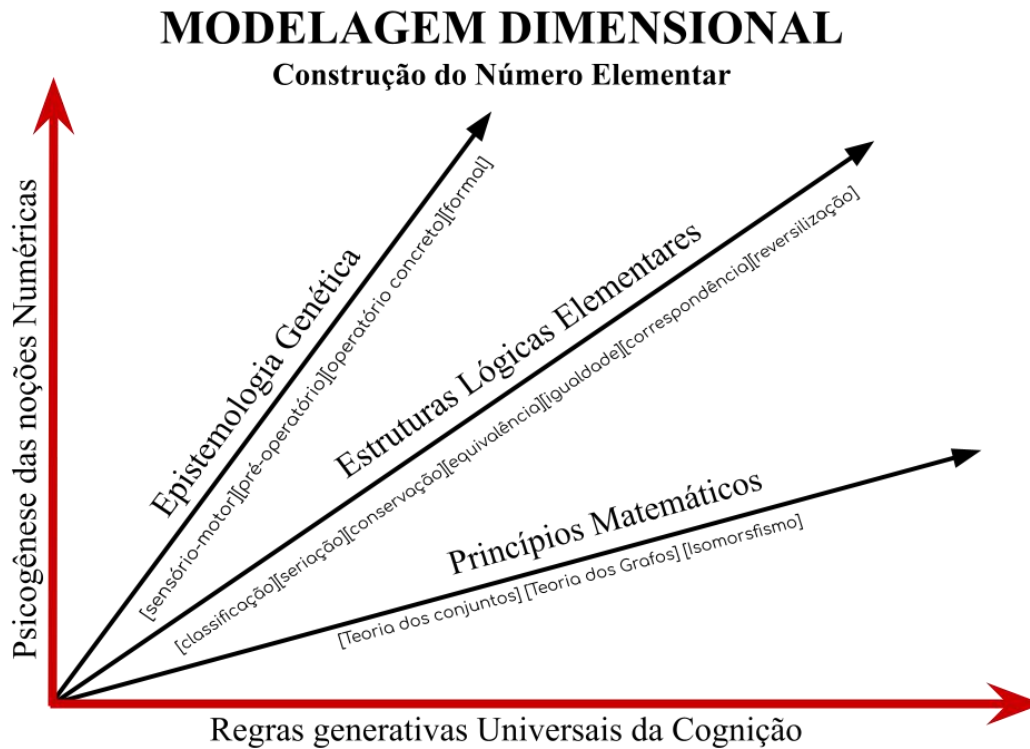 MODELAGEM DIMENSIONAL
Construção do Número Elementar
Psicogênese das noções Numéricas
Epistemologia Genética
[sensório-motor][pré-operatório][operatório concreto][formal]
Estruturas Lógicas Elementares
[classificação][seriação][conservação][equivalência][igualdade][correspondência][reversilização]
Princípios Matemáticos
[Teoria dos conjuntos] [Teoria dos Grafos] [Isomorsfismo]
Regras generativas Universais da Cognição